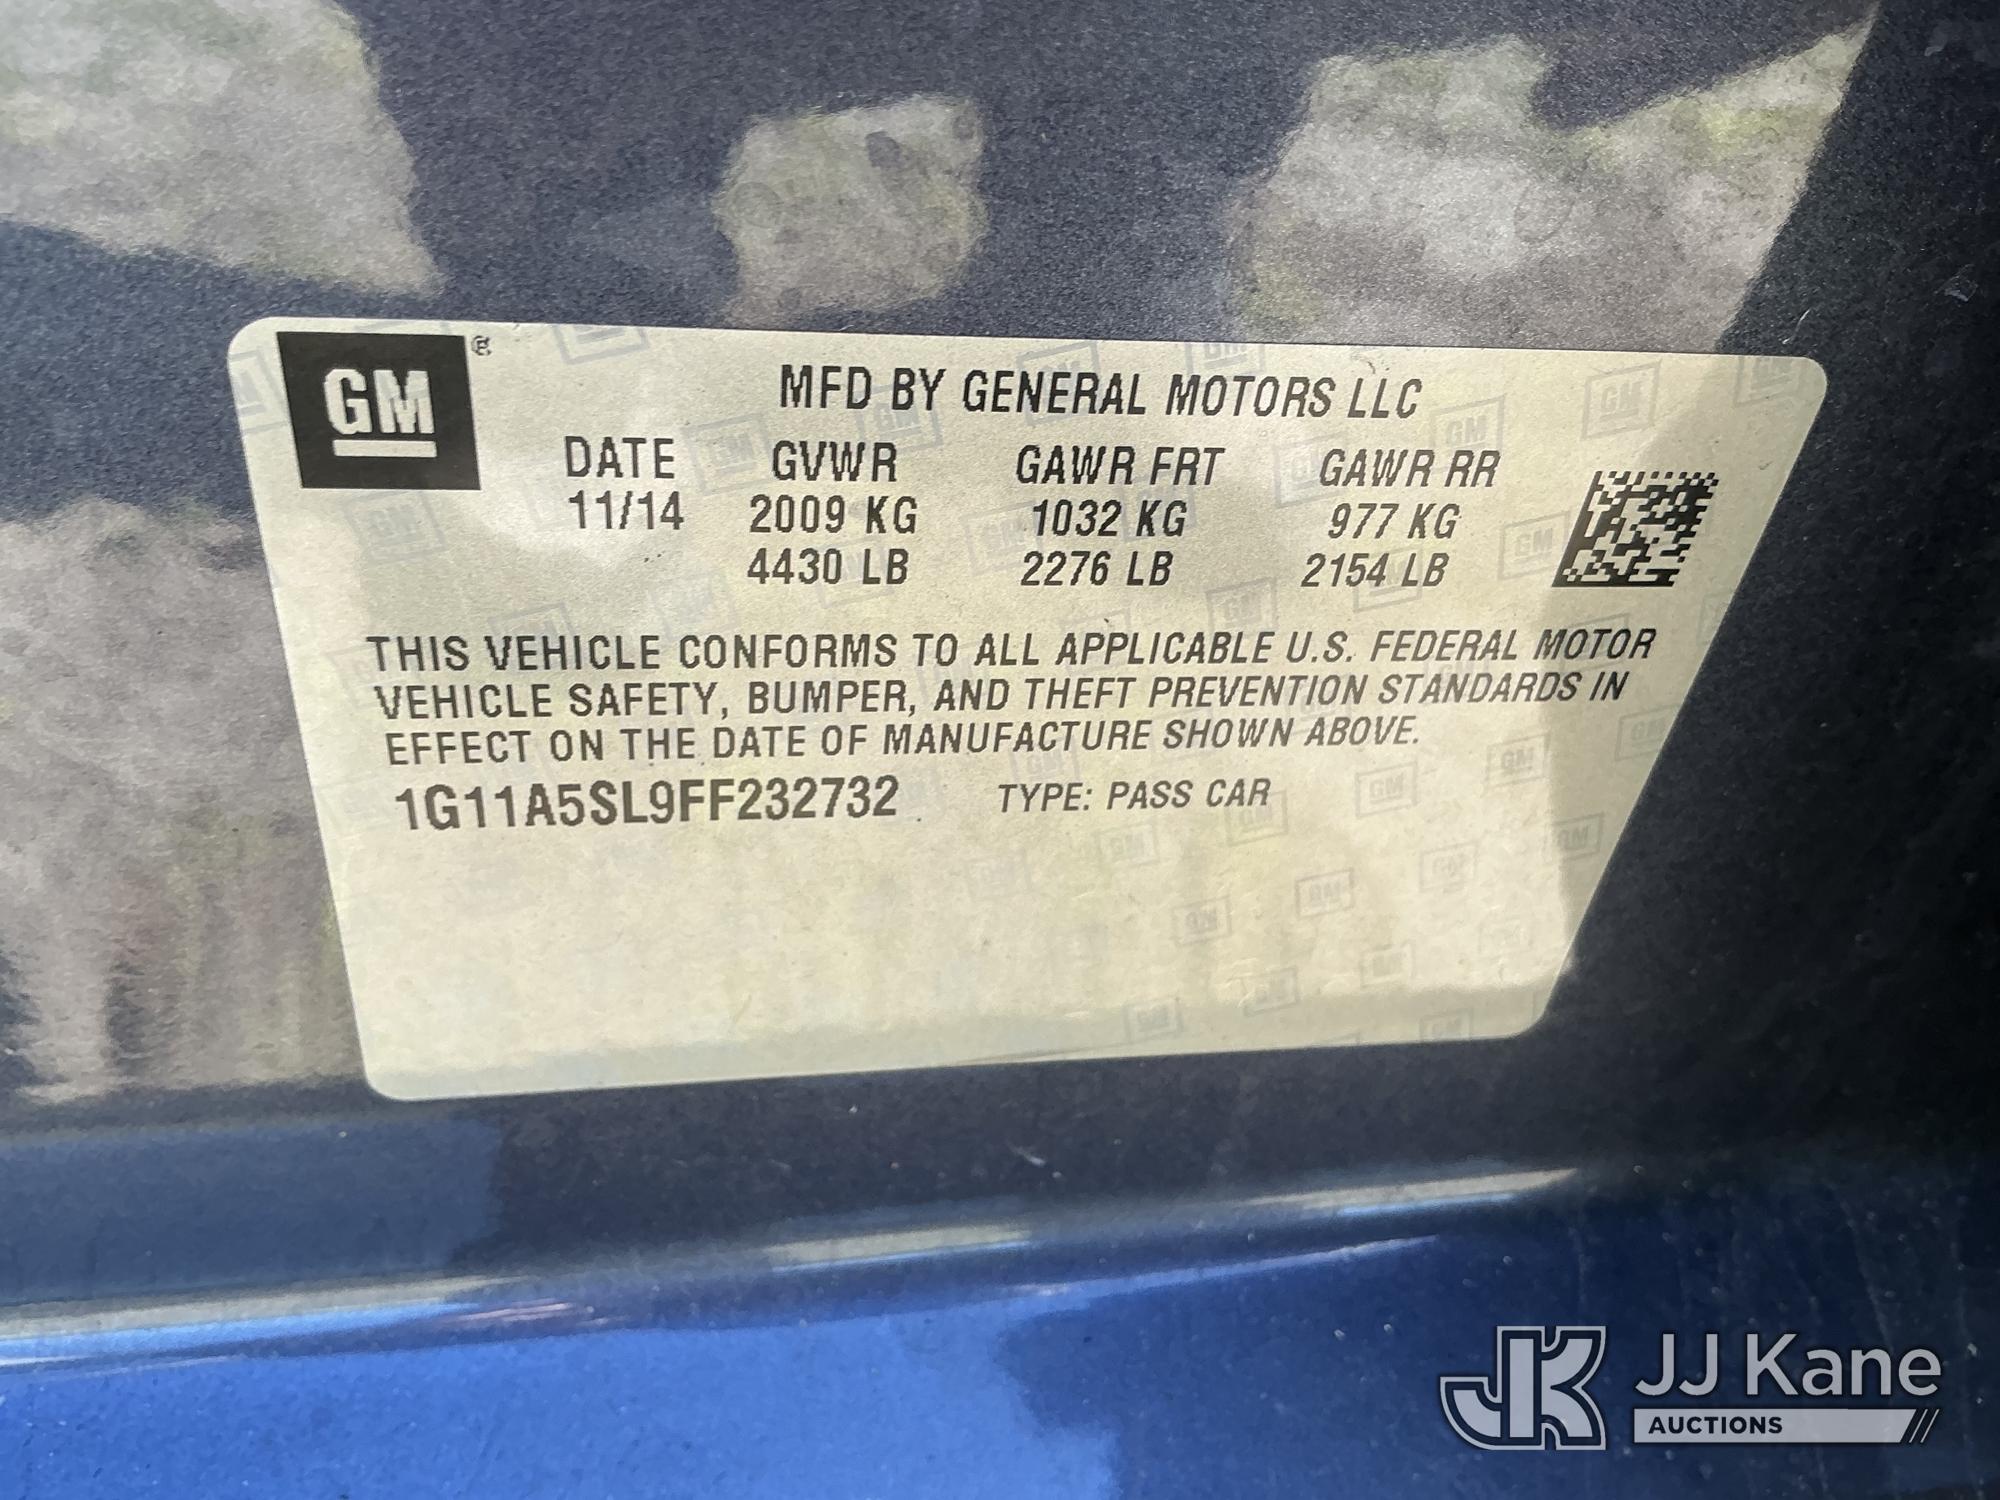 GM
®
MFD BY GENERAL MOTORS LLC
DATE GVWR GAWR FRT GAWR RR
11/14 2009 KG 1032 KG 977 KG
4430 LB 2276 LB 2154 LB
THIS VEHICLE CONFORMS TO ALL APPLICABLE U.S. FEDERAL MOTOR
VEHICLE SAFETY, BUMPER, AND THEFT PREVENTION STANDARDS IN
EFFECT ON THE DATE OF MANUFACTURE SHOWN ABOVE.
1G11A5SL9FF232732 TYPE: PASS CAR
JK JJ Kane
AUCTIONS